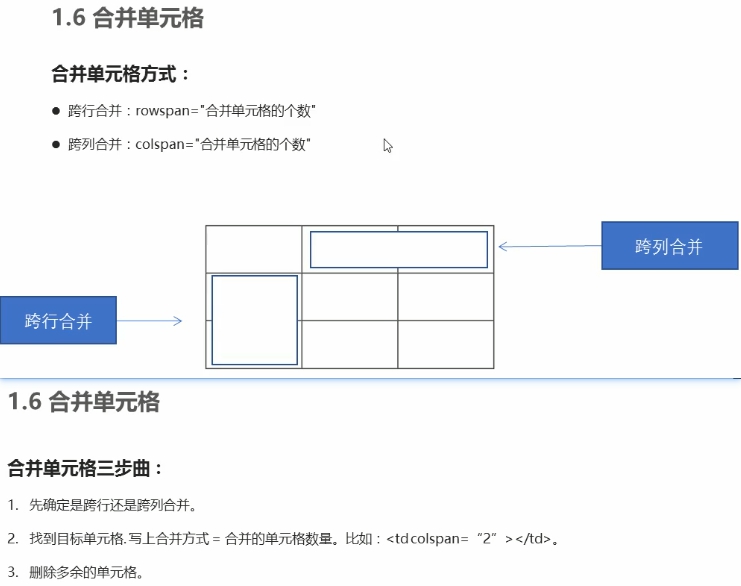 1.6 合并单元格
合并单元格方式：
● 跨行合并：rowspan="合并单元格的个数"
● 跨列合并：colspan="合并单元格的个数"
跨列合并
跨行合并
1.6 合并单元格
合并单元格三步曲：
1. 先确定是跨行还是跨列合并。
2. 找到目标单元格. 写上合并方式 = 合并的单元格数量。比如：<td colspan= “2” ></td>。
3. 删除多余的单元格。